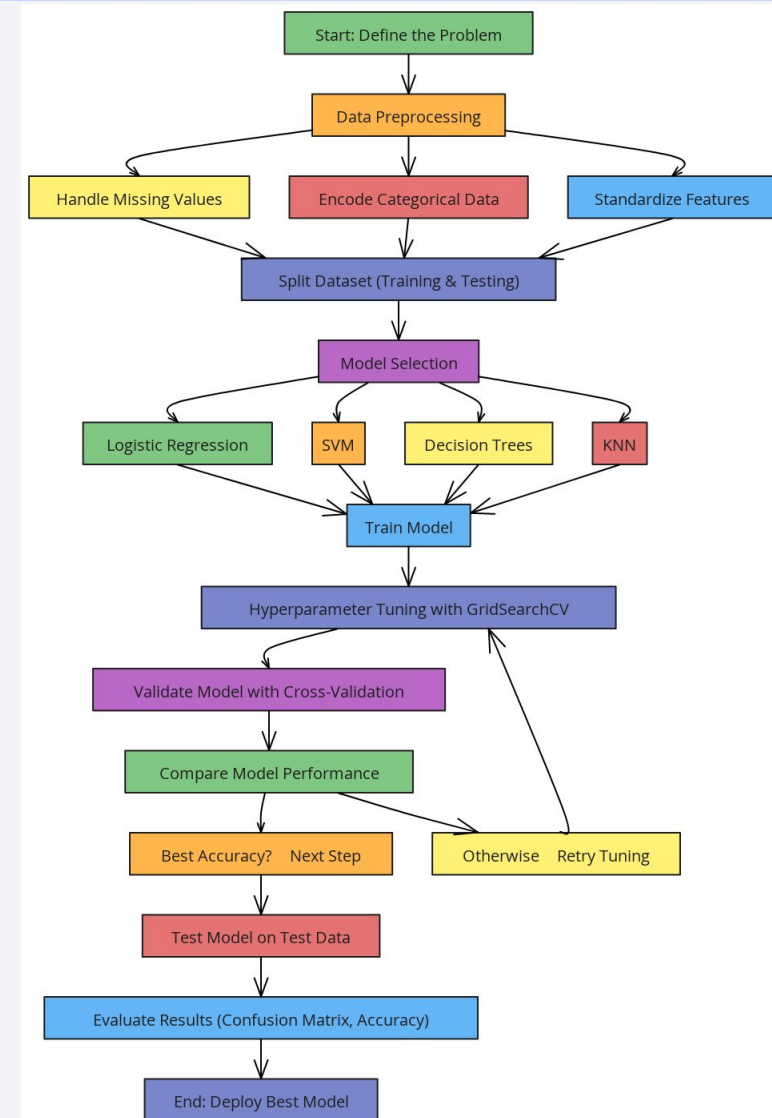 Start: Define the Problem
Data Preprocessing
Handle Missing Values
Encode Categorical Data
Standardize Features
Split Dataset (Training & Testing)
Model Selection
Logistic Regression
SVM
Decision Trees
KNN
Train Model
Hyperparameter Tuning with GridSearchCV
Validate Model with Cross-Validation
Compare Model Performance
Best Accuracy? Next Step
Otherwise Retry Tuning
Test Model on Test Data
Evaluate Results (Confusion Matrix, Accuracy)
End: Deploy Best Model